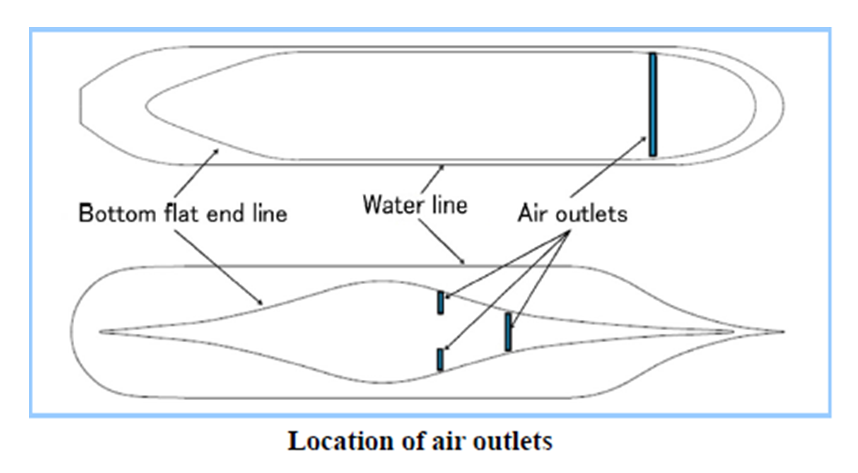 Bottom flat end line
Water line
Air outlets
Location of air outlets